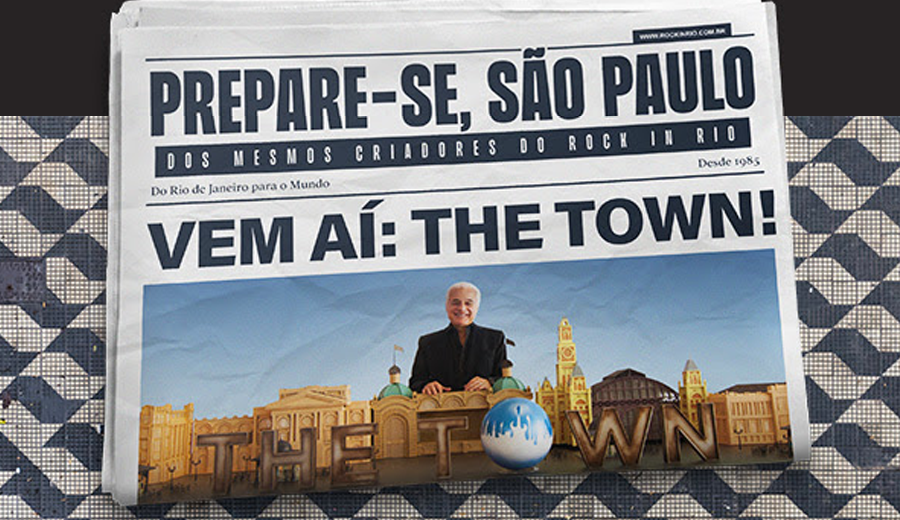 WWW.ROCKINRIO.COM.BR
PREPARE-SE, SÃO PAULO
DOS MESMOS CRIADORES DO ROCK IN RIO
Do Rio de Janeiro para o Mundo
Desde 1985
VEM AÍ: THE TOWN!
THE TOWN